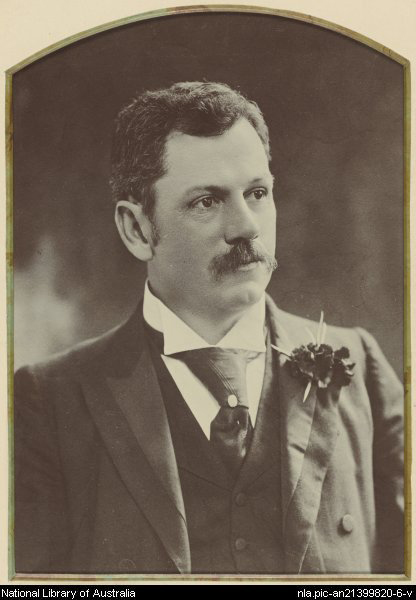 National Library of Australia
nla.pic-an21399820-6-v